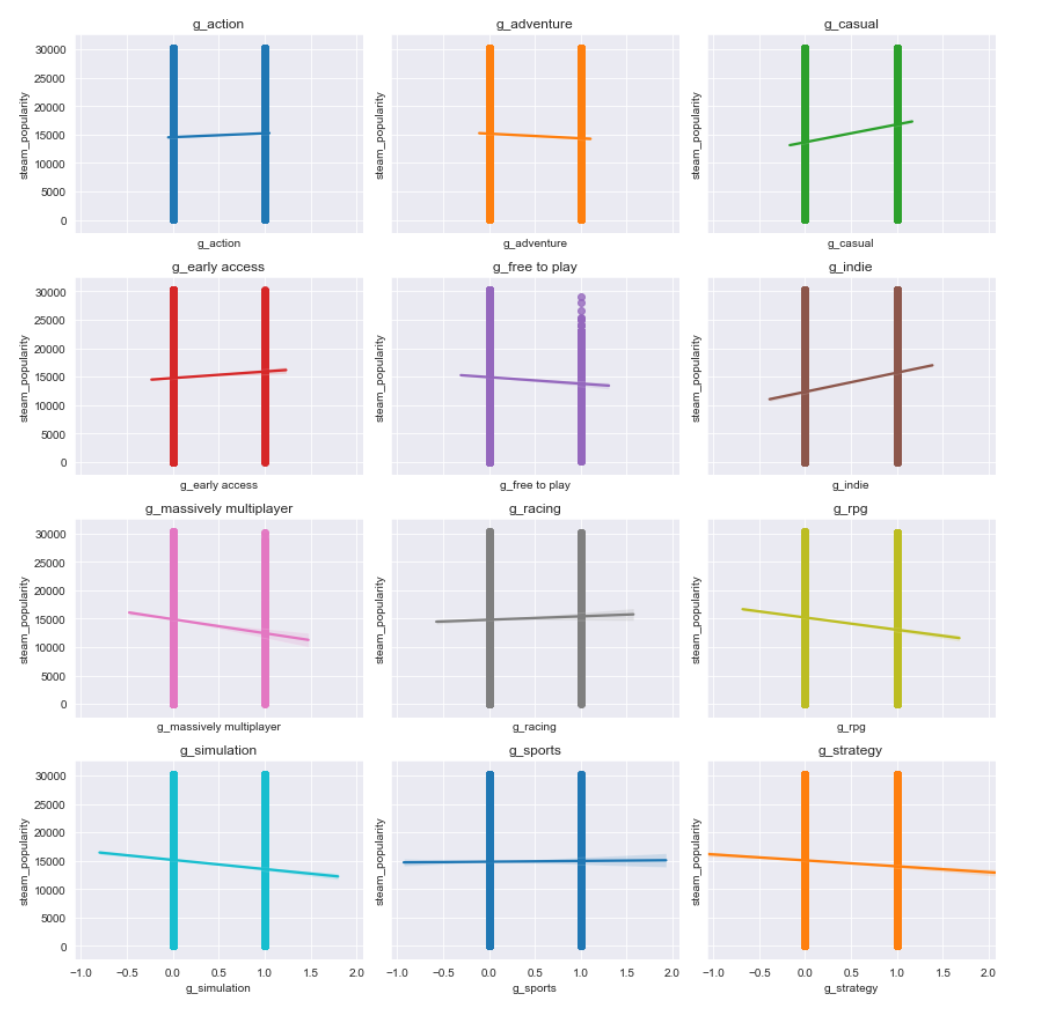 g_action g_adventure g_casual
30000
25000
20000
15000
10000
5000
0
steam_popularity steam_popularity steam_popularity
g_action g_adventure g_casual
g_early access g_free to play g_indie
30000
25000
20000
15000
10000
5000
0
steam_popularity steam_popularity steam_popularity
g_early access g_free to play g_indie
g_massively multiplayer g_racing g_rpg
30000
25000
20000
15000
10000
5000
0
steam_popularity steam_popularity steam_popularity
g_massively multiplayer g_racing g_rpg
g_simulation g_sports g_strategy
30000
25000
20000
15000
10000
5000
0
steam_popularity steam_popularity steam_popularity
−1.0 −0.5 0.0 0.5 1.0 1.5 2.0 −1.0 −0.5 0.0 0.5 1.0 1.5 2.0 −1.0 −0.5 0.0 0.5 1.0 1.5 2.0
g_simulation g_sports g_strategy